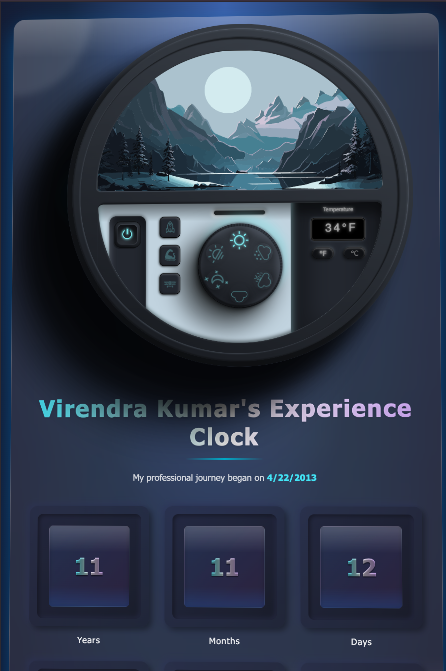 Temperature
34°F
°F °C
Virendra Kumar's Experience
Clock
My professional journey began on 4/22/2013
11 11 12
Years Months Days